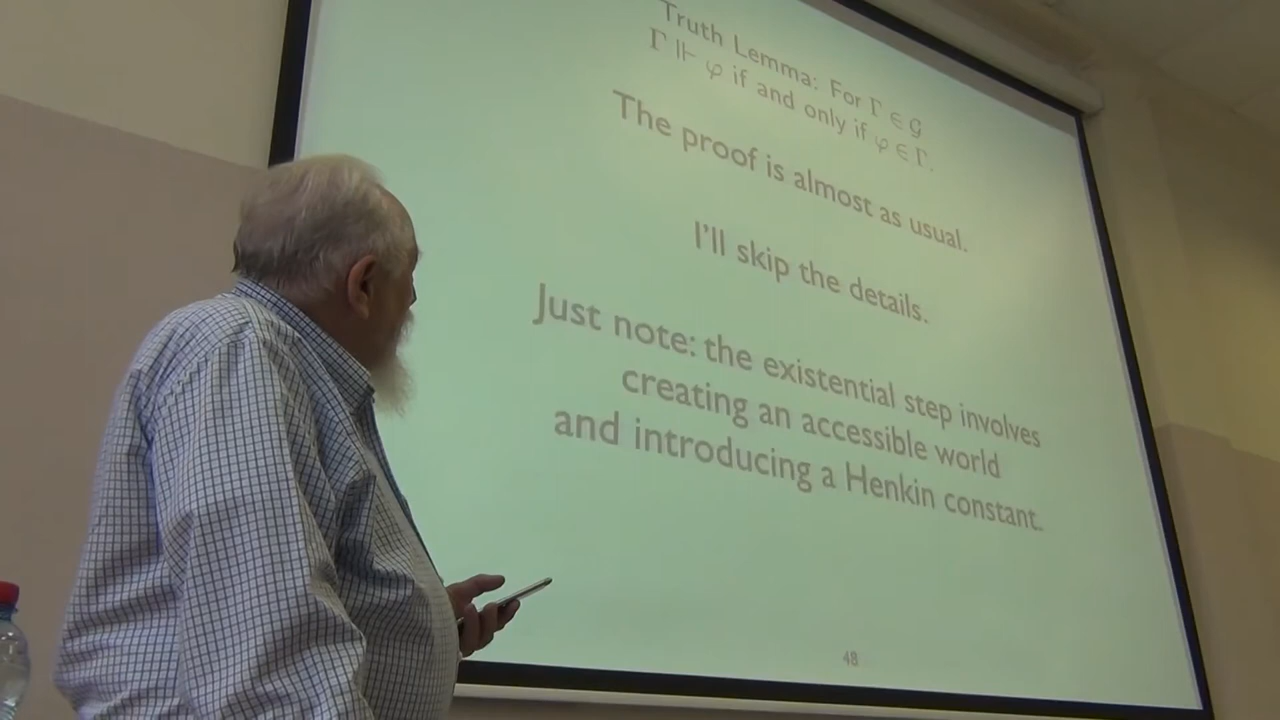 Truth Lemma: For Γ ∈ 𝒢
Γ ⊩ φ if and only if φ ∈ Γ.
The proof is almost as usual.
I'll skip the details.
Just note: the existential step involves
creating an accessible world
and introducing a Henkin constant.
48